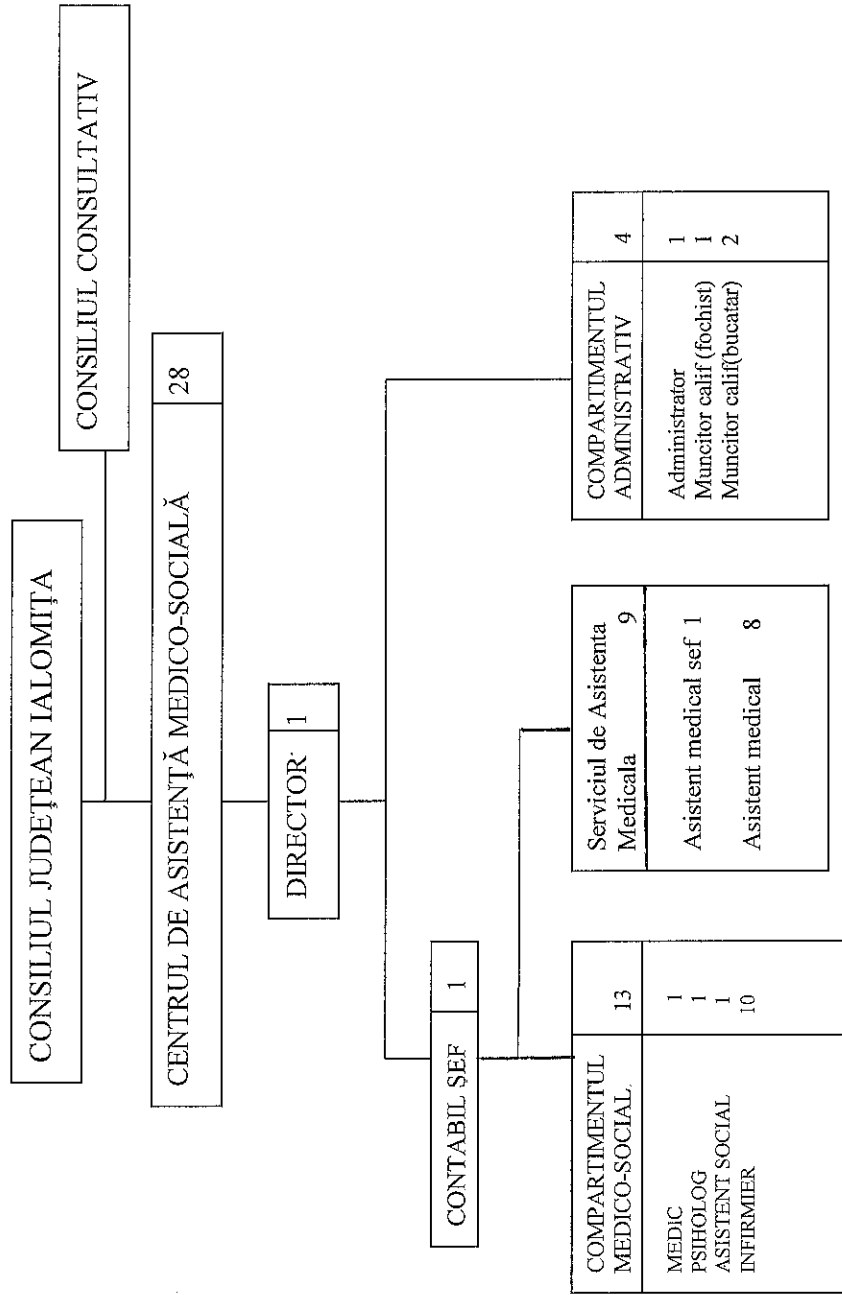 CONSILIUL JUDEȚEAN IALOMIȚA
CONSILIUL CONSULTATIV
CENTRUL DE ASISTENȚĂ MEDICO-SOCIALĂ 28
DIRECTOR 1
CONTABIL ȘEF 1
COMPARTIMENTUL
MEDICO-SOCIAL 13
MEDIC 1
PSIHOLOG 1
ASISTENT SOCIAL 1
INFIRMIER 10
Serviciul de Asistenta
Medicala 9
Asistent medical sef 1
Asistent medical 8
COMPARTIMENTUL
ADMINISTRATIV 4
Administrator 1
Muncitor calif (fochist) 1
Muncitor calif(bucatar) 2